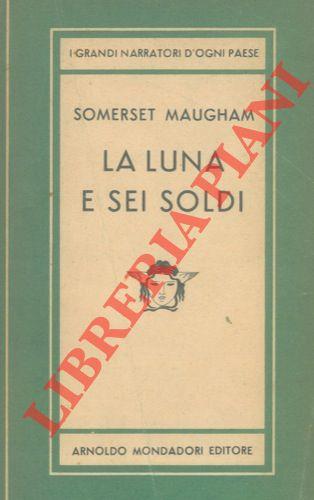 I GRANDI NARRATORI D'OGNI PAESE
SOMERSET MAUGHAM
LA LUNA
E SEI SOLDI
LIBRERIA PIANI
ARNOLDO MONDADORI EDITORE